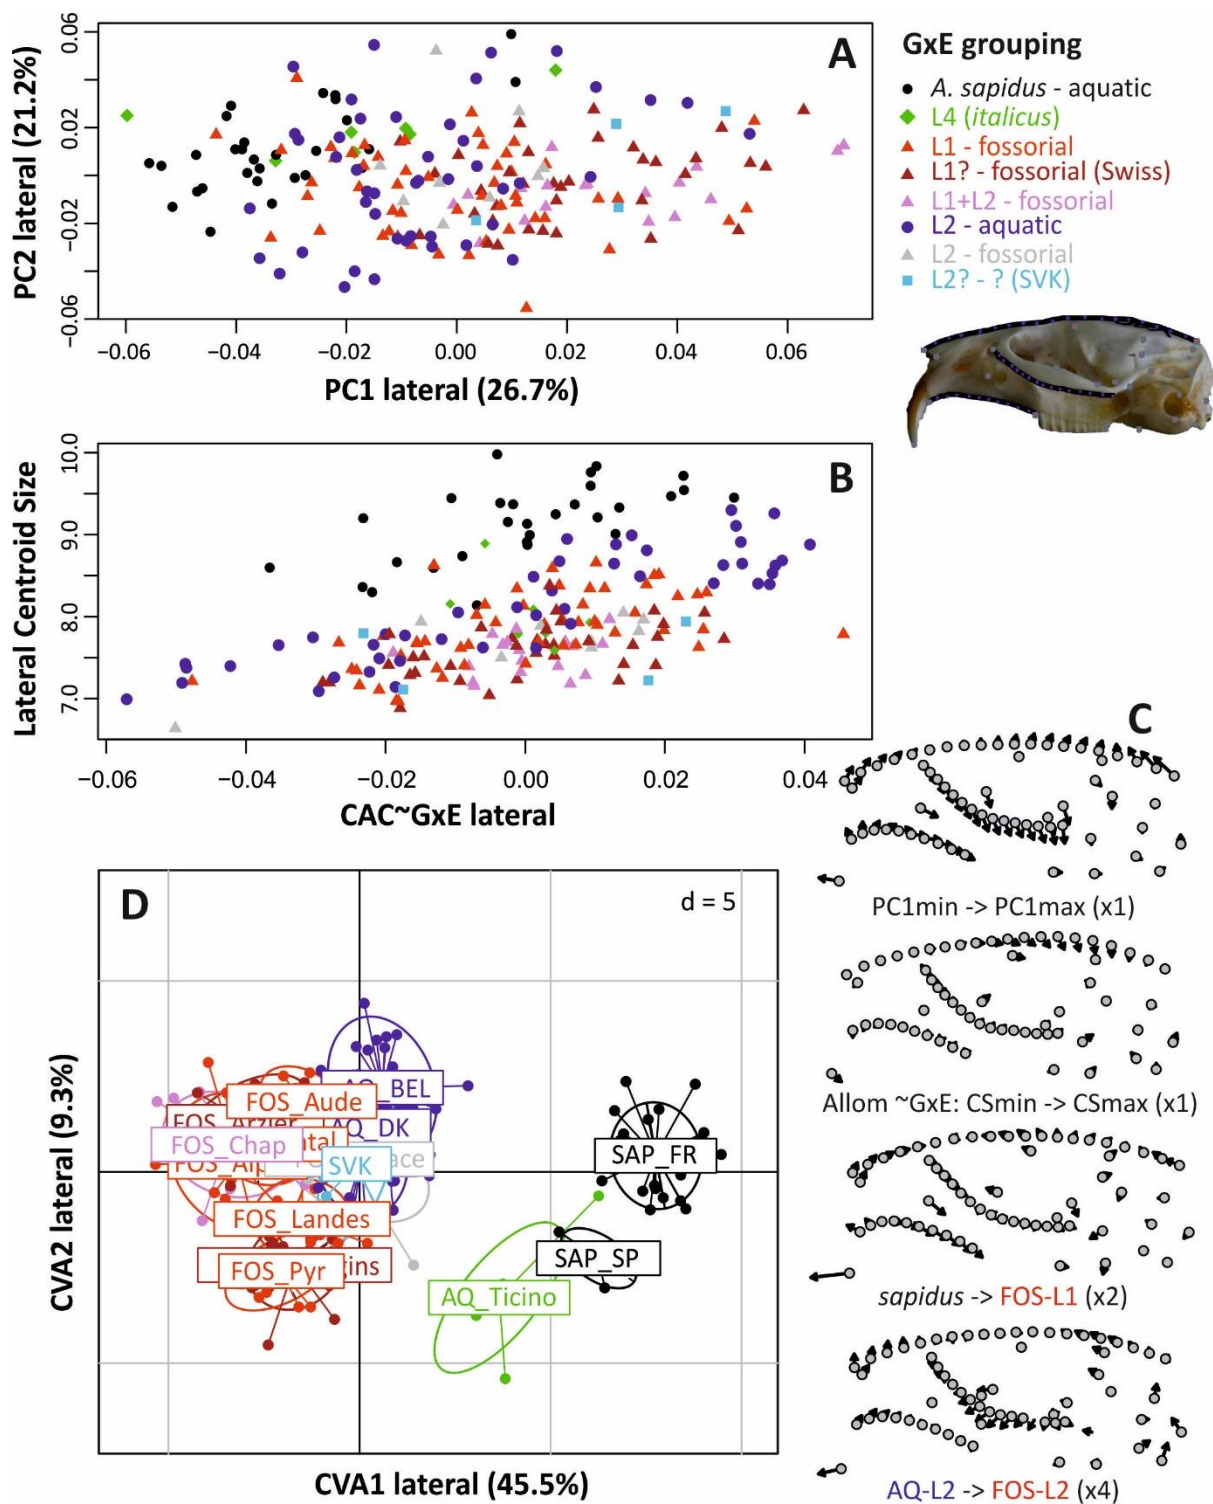 A
PC2 lateral (21.2%)
0.06
0.02
−0.02
−0.06
−0.06
−0.04
−0.02
0.00
0.02
0.04
0.06
PC1 lateral (26.7%)
GxE grouping
A. sapidus - aquatic
L4 (italicus)
L1 - fossorial
L1? - fossorial (Swiss)
L1+L2 - fossorial
L2 - aquatic
L2 - fossorial
L2? - ? (SVK)
B
Lateral Centroid Size
10.0
9.0
8.0
7.0
−0.06
−0.04
−0.02
0.00
0.02
0.04
CAC~GxE lateral
C
PC1min -> PC1max (x1)
Allom ~GxE: CSmin -> CSmax (x1)
sapidus -> FOS-L1 (x2)
AQ-L2 -> FOS-L2 (x4)
D
d = 5
CVA2 lateral (9.3%)
AQ_BEL
FOS_Aude
FOS_Arzier
AQ_DK
FOS_Chap
SVK
FOS_Landes
FOS_Pyr
SAP_FR
SAP_SP
AQ_Ticino
CVA1 lateral (45.5%)